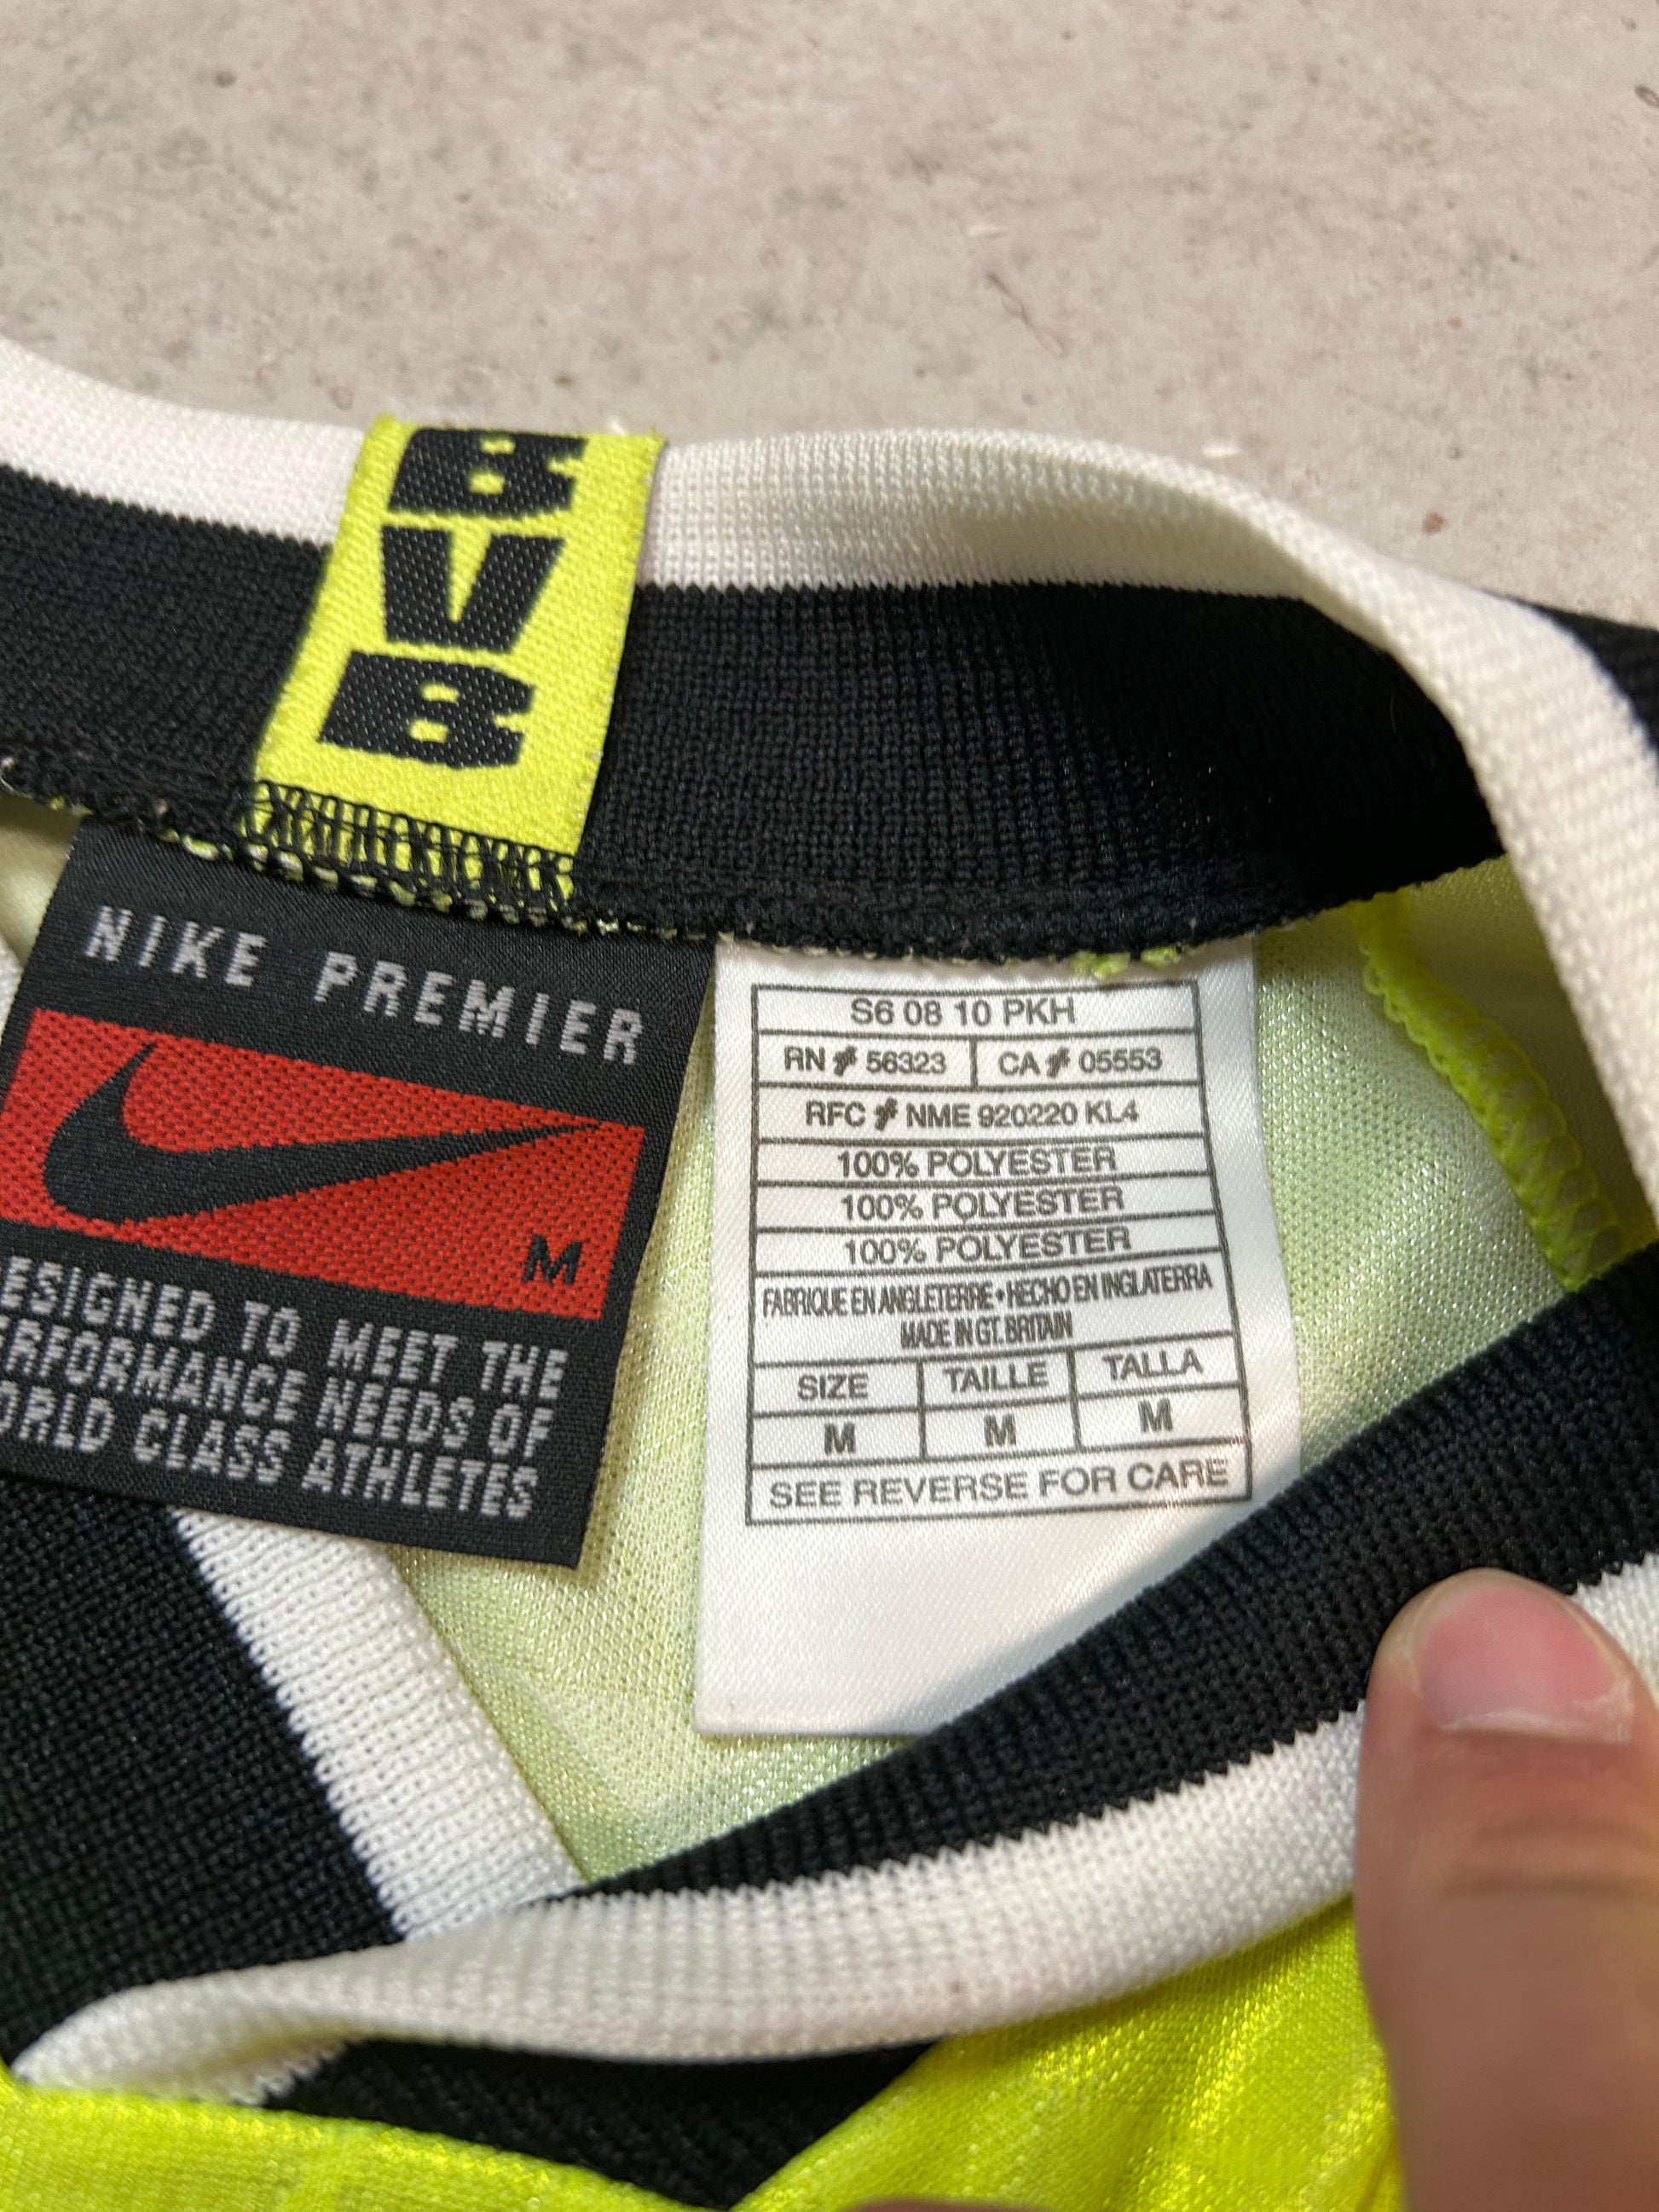 BVB
NIKE PREMIER
M
ESIGNED TO MEET THE
ERFORMANCE NEEDS OF
ORLD CLASS ATHLETES
S6 08 10 PKH
RN # 56323 CA # 05553
RFC # NME 920220 KL4
100% POLYESTER
100% POLYESTER
100% POLYESTER
FABRIQUE EN ANGLETERRE • HECHO EN INGLATERRA
MADE IN GT. BRITAIN
SIZE TAILLE TALLA
M M M
SEE REVERSE FOR CARE